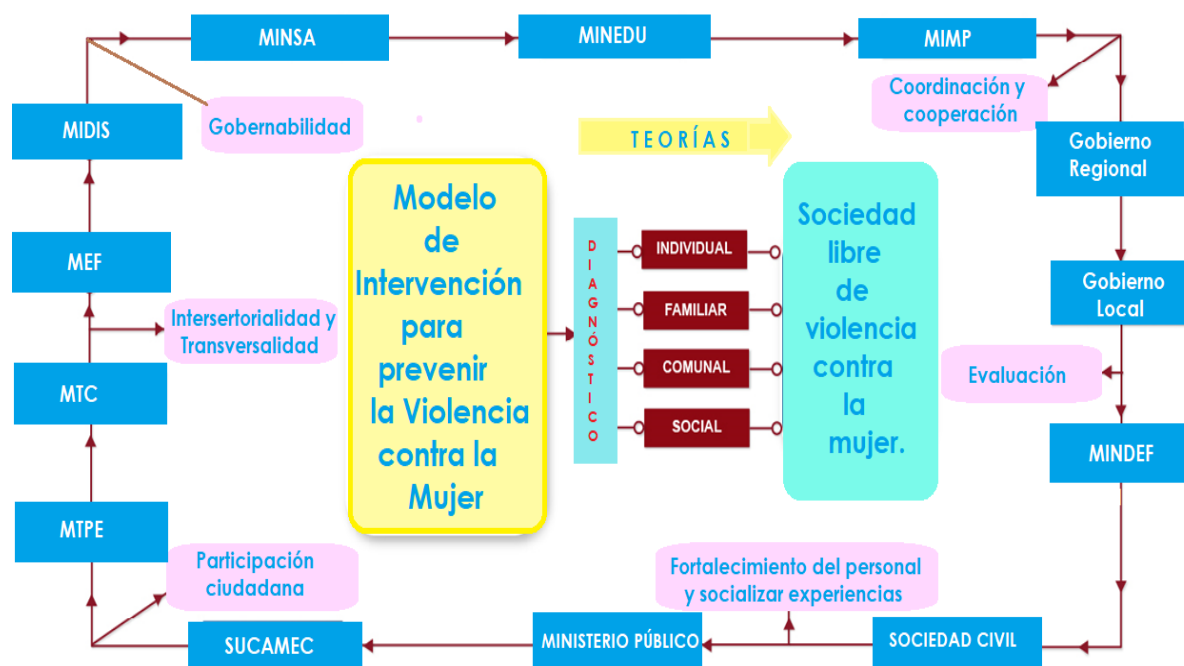 MINSA
MINEDU
MIMP
Coordinación y
cooperación
Gobernabilidad
MIDIS
TEORÍAS
Gobierno
Regional
Modelo
de
Intervención
para
prevenir
la Violencia
contra la
Mujer
DIAGNÓSTICO
INDIVIDUAL
FAMILIAR
COMUNAL
SOCIAL
Sociedad
libre
de
violencia
contra
la
mujer.
MEF
Gobierno
Local
Intersertorialidad y
Transversalidad
Evaluación
MTC
MINDEF
MTPE
Participación
ciudadana
Fortalecimiento del personal
y socializar experiencias
SUCAMEC
MINISTERIO PÚBLICO
SOCIEDAD CIVIL